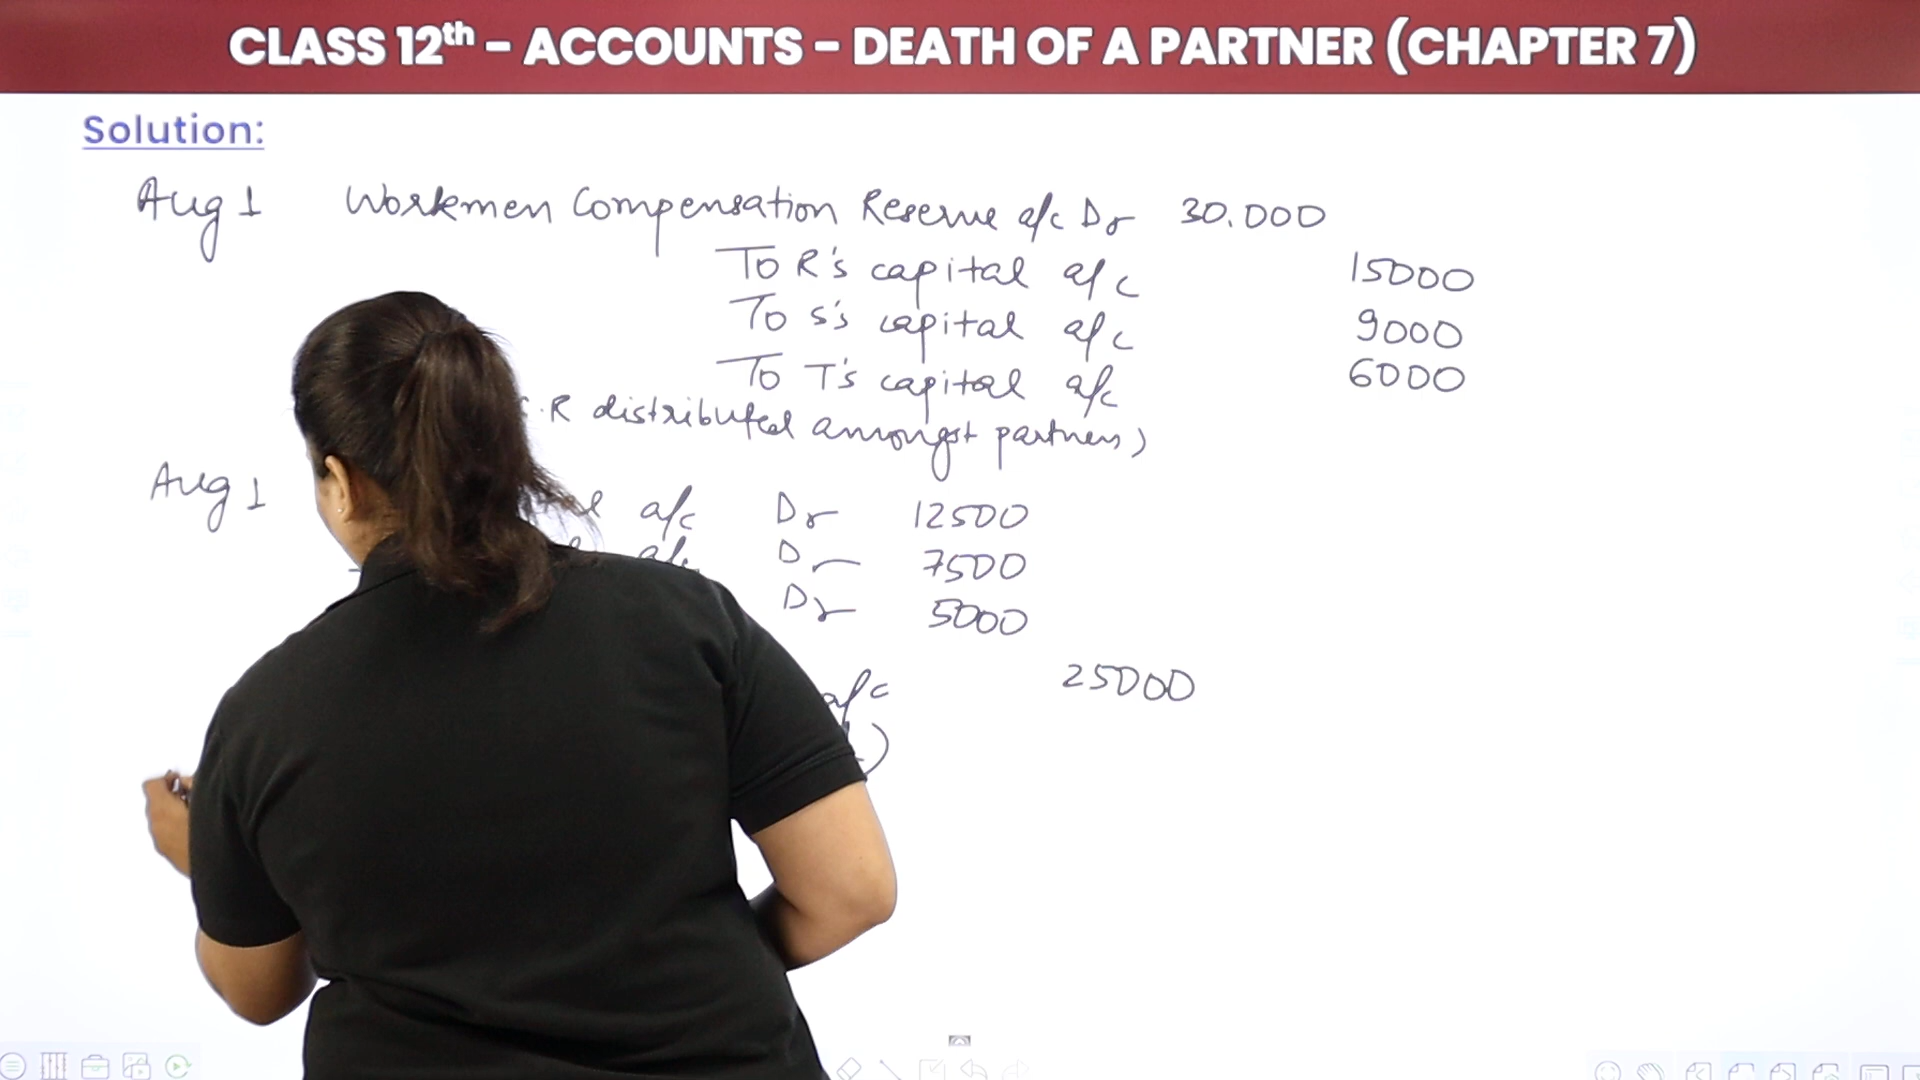 CLASS 12th – ACCOUNTS – DEATH OF A PARTNER (CHAPTER 7)
Solution:
Aug 1 Workmen Compensation Reserve a/c Dr 30.000
To R's capital a/c 15000
To S's capital a/c 9000
To T's capital a/c 6000
.R distributed amongst partners)
Aug 1 a/c Dr 12500
a/c Dr 7500
Dr 5000
a/c 25000
)